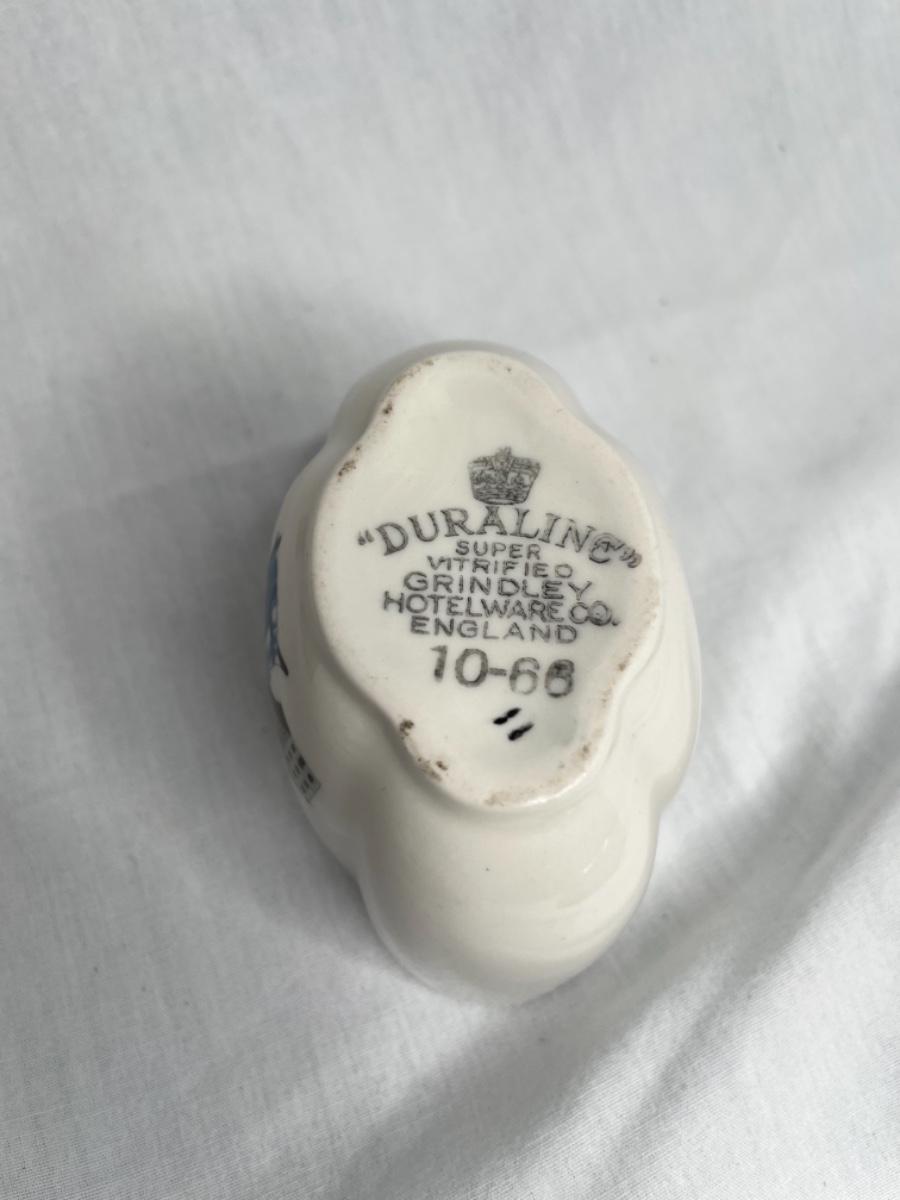 "DURALINE"
SUPER
VITRIFIED
GRINDLEY
HOTELWARE CO.
ENGLAND
10-66